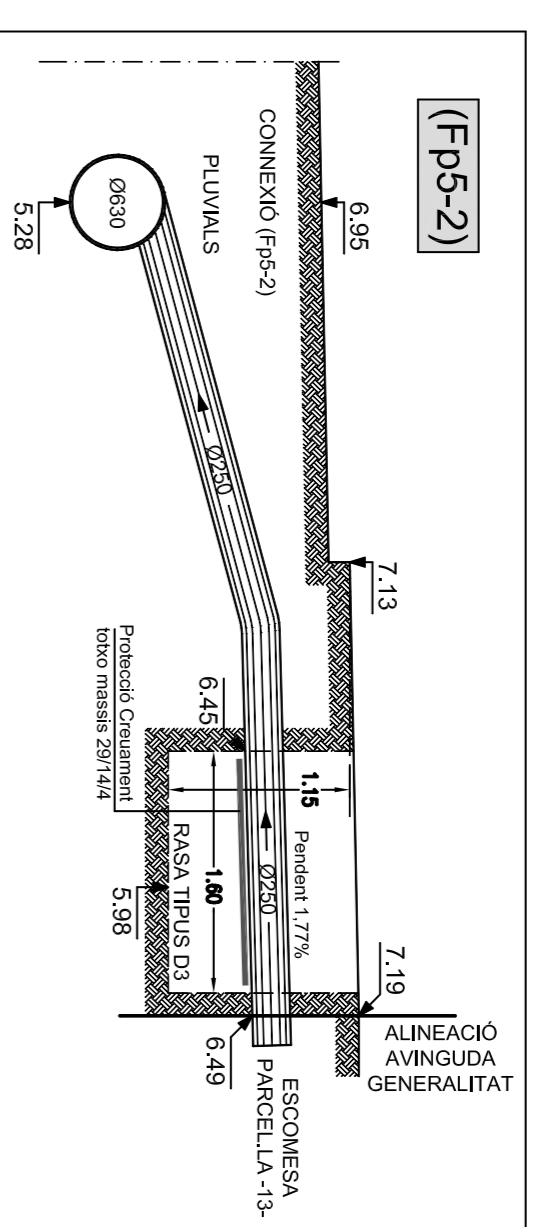 (Fp5-2)
6.95
7.13
7.19
ALINEACIÓ
AVINGUDA
GENERALITAT
CONNEXIÓ (Fp5-2)
PLUVIALS
Ø630
5.28
Ø250
Protecció Creuament
totxo massis 29/14/4
6.45
1.15
Pendent 1,77%
Ø250
1.60
RASA TIPUS D3
5.98
6.49
ESCOMESA
PARCEL.LA -13-